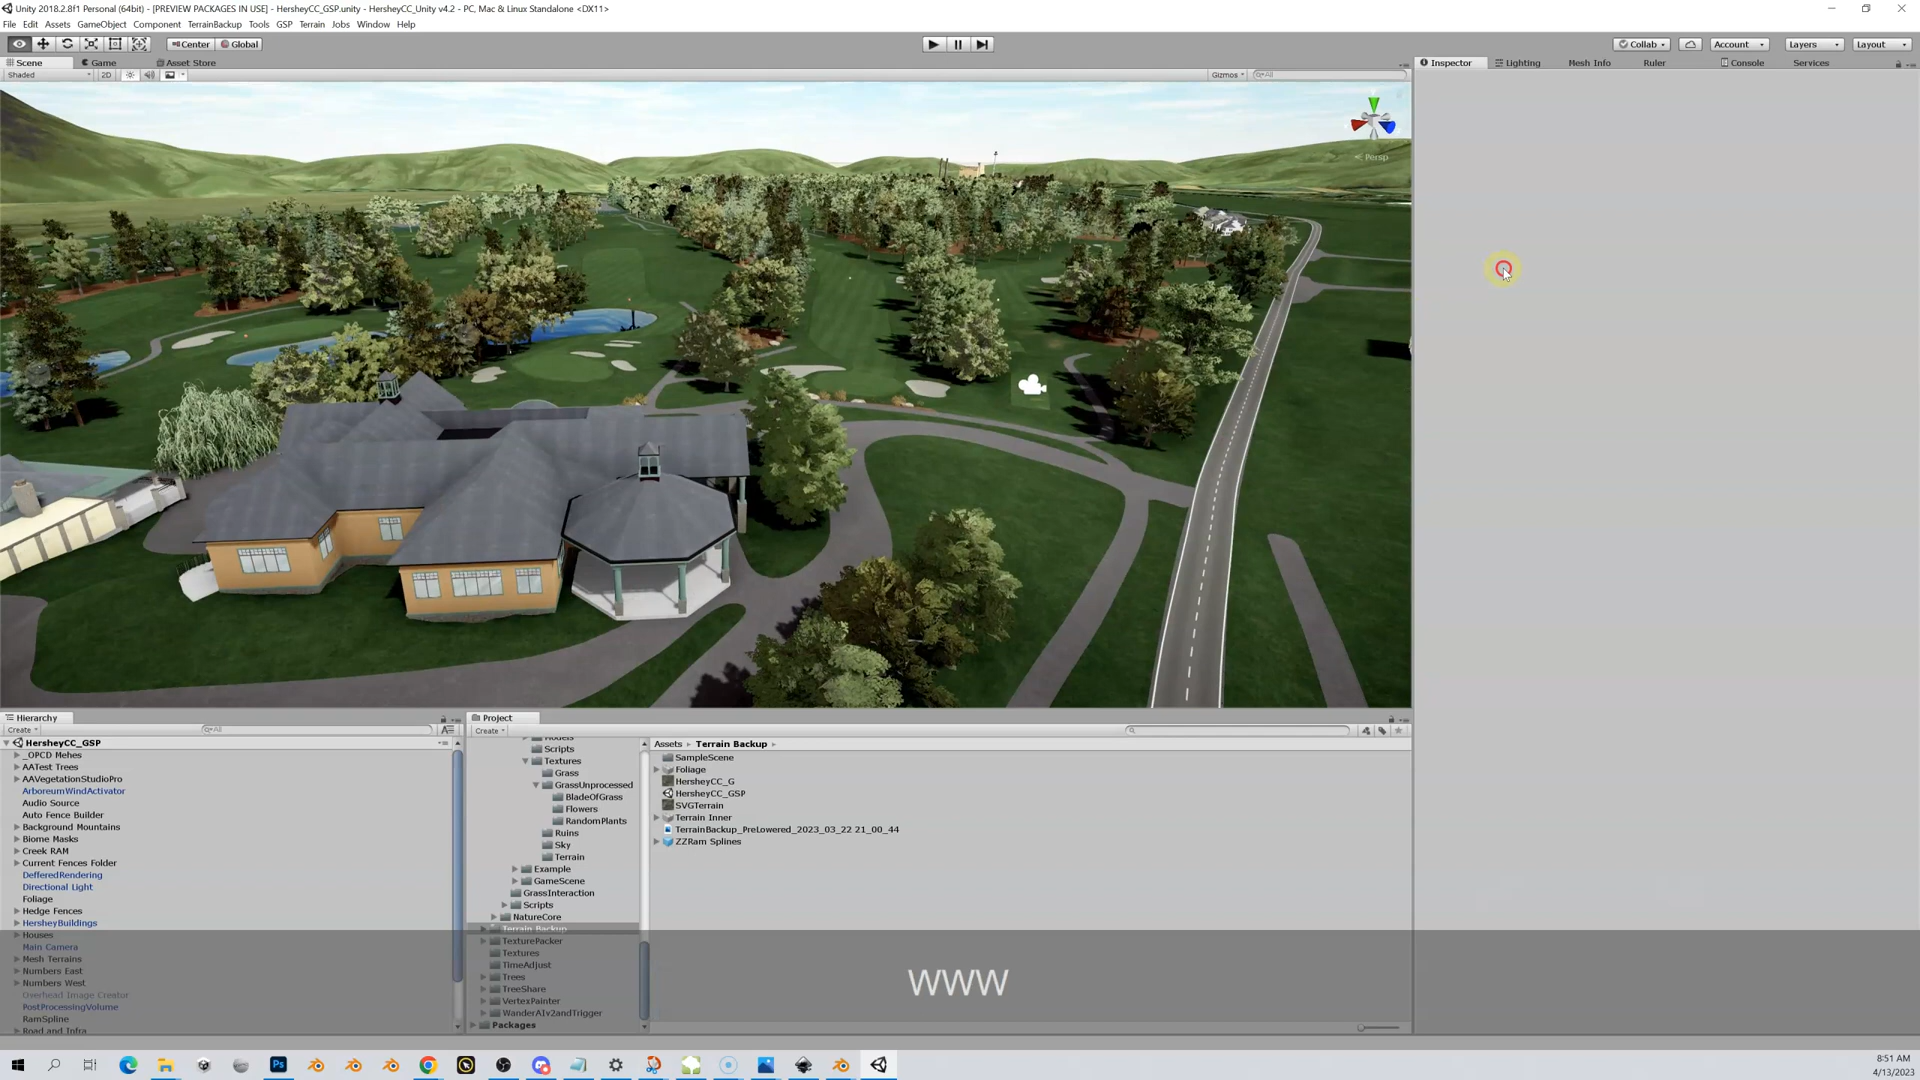 Unity 2018.2.8f1 Personal (64bit) - [PREVIEW PACKAGES IN USE] - HersheyCC_GSP.unity - HersheyCC_Unity v4.2 - PC, Mac & Linux Standalone <DX11>
File Edit Assets GameObject Component TerrainBackup Tools GSP Terrain Jobs Window Help
Center Global Collab Account Layers Layout
Scene Game Asset Store Inspector Lighting Mesh Info Ruler Console Services
Shaded 2D Gizmos All
Persp
Hierarchy Project
Create All Create
HersheyCC_GSP
_OPCD Mehes
AATest Trees
AAVegetationStudioPro
ArboreumWindActivator
Audio Source
Auto Fence Builder
Background Mountains
Biome Masks
Creek RAM
Current Fences Folder
DefferedRendering
Directional Light
Foliage
Hedge Fences
HersheyBuildings
Houses
Main Camera
Mesh Terrains
Numbers East
Numbers West
Overhead Image Creator
PostProcessingVolume
RamSpline
Road and Infra
Models
Scripts
Textures
Grass
GrassUnprocessed
BladeOfGrass
Flowers
RandomPlants
Ruins
Sky
Terrain
Example
GameScene
GrassInteraction
Scripts
NatureCore
Terrain Backup
TexturePacker
Textures
TimeAdjust
Trees
TreeShare
VertexPainter
WanderAIv2andTrigger
Packages
Assets Terrain Backup
SampleScene
Foliage
HersheyCC_G
HersheyCC_GSP
SVGTerrain
Terrain Inner
TerrainBackup_PreLowered_2023_03_22 21_00_44
ZZRam Splines
WWW
Ps
8:51 AM
4/13/2023